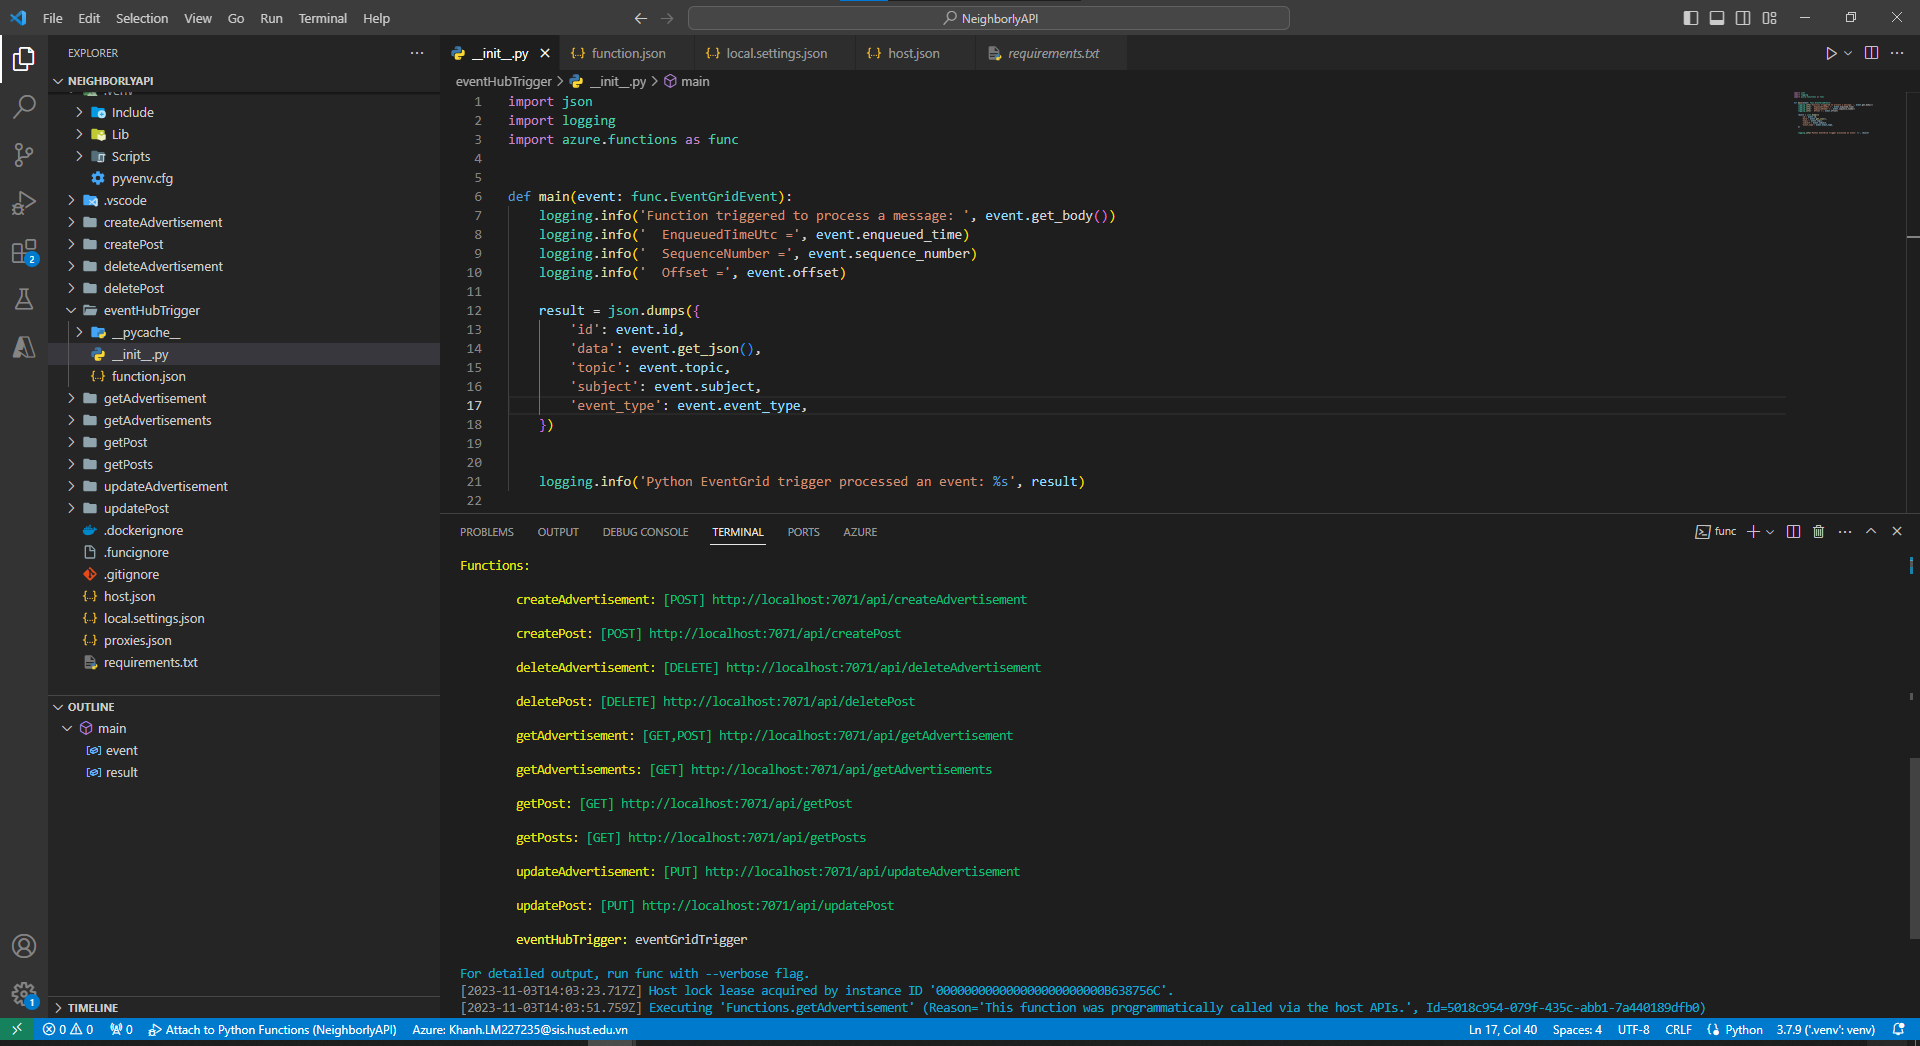 File Edit Selection View Go Run Terminal Help
NeighborlyAPI
EXPLORER
NEIGHBORLYAPI
.venv
Include
Lib
Scripts
pyvenv.cfg
.vscode
createAdvertisement
createPost
deleteAdvertisement
deletePost
eventHubTrigger
__pycache__
__init__.py
function.json
getAdvertisement
getAdvertisements
getPost
getPosts
updateAdvertisement
updatePost
.dockerignore
.funcignore
.gitignore
host.json
local.settings.json
proxies.json
requirements.txt
OUTLINE
main
event
result
TIMELINE
2
1
__init__.py function.json local.settings.json host.json requirements.txt
eventHubTrigger > __init__.py > main
1 import json
2 import logging
3 import azure.functions as func
4
5
6 def main(event: func.EventGridEvent):
7 logging.info('Function triggered to process a message: ', event.get_body())
8 logging.info('  EnqueuedTimeUtc =', event.enqueued_time)
9 logging.info('  SequenceNumber =', event.sequence_number)
10 logging.info('  Offset =', event.offset)
11
12 result = json.dumps({
13 'id': event.id,
14 'data': event.get_json(),
15 'topic': event.topic,
16 'subject': event.subject,
17 'event_type': event.event_type,
18 })
19
20
21 logging.info('Python EventGrid trigger processed an event: %s', result)
22
PROBLEMS OUTPUT DEBUG CONSOLE TERMINAL PORTS AZURE
func
Functions:
createAdvertisement: [POST] http://localhost:7071/api/createAdvertisement
createPost: [POST] http://localhost:7071/api/createPost
deleteAdvertisement: [DELETE] http://localhost:7071/api/deleteAdvertisement
deletePost: [DELETE] http://localhost:7071/api/deletePost
getAdvertisement: [GET,POST] http://localhost:7071/api/getAdvertisement
getAdvertisements: [GET] http://localhost:7071/api/getAdvertisements
getPost: [GET] http://localhost:7071/api/getPost
getPosts: [GET] http://localhost:7071/api/getPosts
updateAdvertisement: [PUT] http://localhost:7071/api/updateAdvertisement
updatePost: [PUT] http://localhost:7071/api/updatePost
eventHubTrigger: eventGridTrigger
For detailed output, run func with --verbose flag.
[2023-11-03T14:03:23.717Z] Host lock lease acquired by instance ID '000000000000000000000000B638756C'.
[2023-11-03T14:03:51.759Z] Executing 'Functions.getAdvertisement' (Reason='This function was programmatically called via the host APIs.', Id=5018c954-079f-435c-abb1-7a440189dfb0)
0 0 0 Attach to Python Functions (NeighborlyAPI) Azure: Khanh.LM227235@sis.hust.edu.vn Ln 17, Col 40 Spaces: 4 UTF-8 CRLF Python 3.7.9 ('.venv': venv)